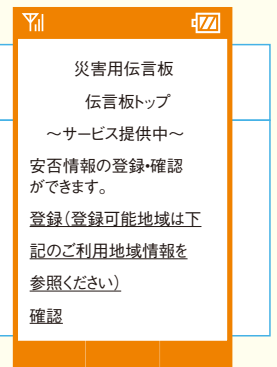 災害用伝言板
伝言板トップ
～サービス提供中～
安否情報の登録・確認
ができます。
登録（登録可能地域は下
記のご利用地域情報を
参照ください）
確認